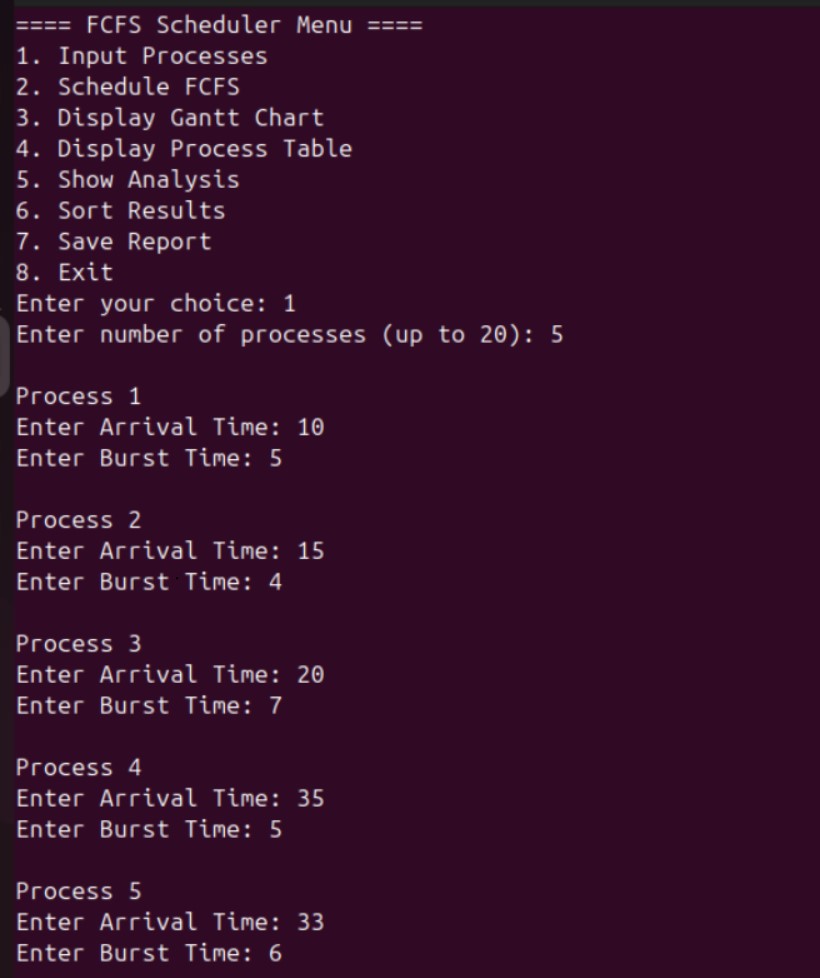 ==== FCFS Scheduler Menu ====
1. Input Processes
2. Schedule FCFS
3. Display Gantt Chart
4. Display Process Table
5. Show Analysis
6. Sort Results
7. Save Report
8. Exit
Enter your choice: 1
Enter number of processes (up to 20): 5
Process 1
Enter Arrival Time: 10
Enter Burst Time: 5
Process 2
Enter Arrival Time: 15
Enter Burst Time: 4
Process 3
Enter Arrival Time: 20
Enter Burst Time: 7
Process 4
Enter Arrival Time: 35
Enter Burst Time: 5
Process 5
Enter Arrival Time: 33
Enter Burst Time: 6